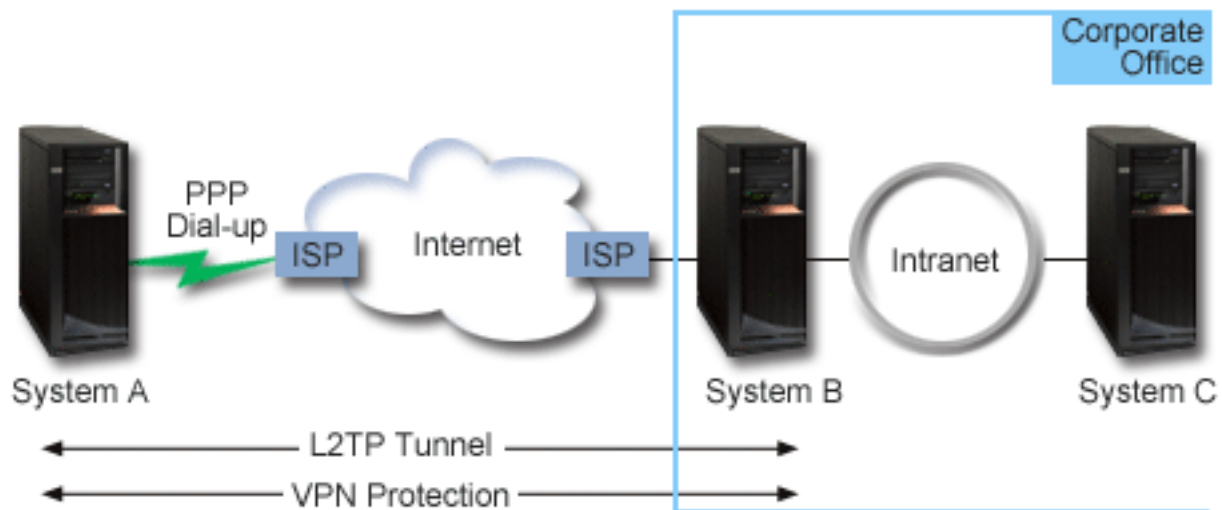 Corporate
Office
PPP
Dial-up
ISP
Internet
ISP
Intranet
System A
System B
System C
L2TP Tunnel
VPN Protection